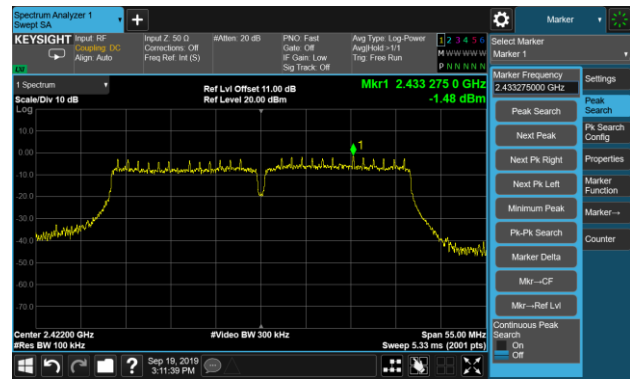 Spectrum Analyzer 1
Swept SA
Marker
KEYSIGHT
Input: RF
Coupling: DC
Align: Auto
Input Z: 50 Ω
Corrections: Off
Freq Ref: Int (S)
#Atten: 20 dB
PNO: Fast
Gate: Off
IF Gain: Low
Sig Track: Off
Avg Type: Log-Power
Avg|Hold:>1/1
Trig: Free Run
1 2 3 4 5 6
M W W W W W
P N N N N N
Select Marker
Marker 1
1 Spectrum
Scale/Div 10 dB
Log
Ref Lvl Offset 11.00 dB
Ref Level 20.00 dBm
Mkr1 2.433 275 0 GHz
-1.48 dBm
10.0
0.00
-10.0
-20.0
-30.0
-40.0
-50.0
-60.0
-70.0
1
Center 2.42200 GHz
#Res BW 100 kHz
#Video BW 300 kHz
Span 55.00 MHz
Sweep 5.33 ms (2001 pts)
Marker Frequency
2.433275000 GHz
Peak Search
Next Peak
Next Pk Right
Next Pk Left
Minimum Peak
Pk-Pk Search
Marker Delta
Mkr→CF
Mkr→Ref Lvl
Continuous Peak
Search
On
Off
Settings
Peak
Search
Pk Search
Config
Properties
Marker
Function
Marker→
Counter
?
Sep 19, 2019
3:11:39 PM